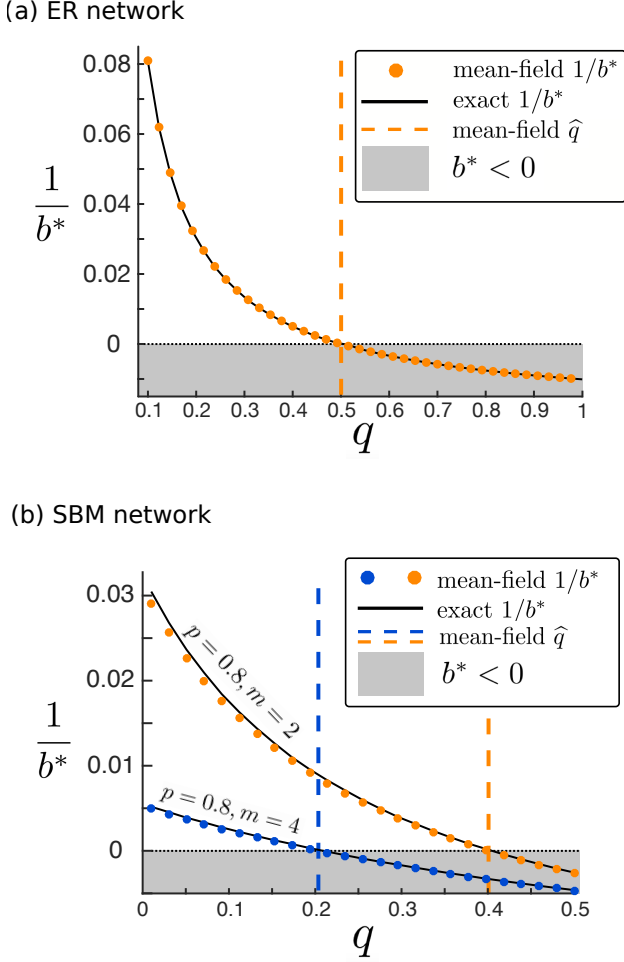 (a) ER network
mean-field 1/b*
exact 1/b*
mean-field q̂
b* < 0
0.08
0.06
0.04
0.02
0
1/b*
0.1 0.2 0.3 0.4 0.5 0.6 0.7 0.8 0.9 1
q
(b) SBM network
mean-field 1/b*
exact 1/b*
mean-field q̂
b* < 0
0.03
0.02
0.01
0
1/b*
p = 0.8, m = 2
p = 0.8, m = 4
0 0.1 0.2 0.3 0.4 0.5
q